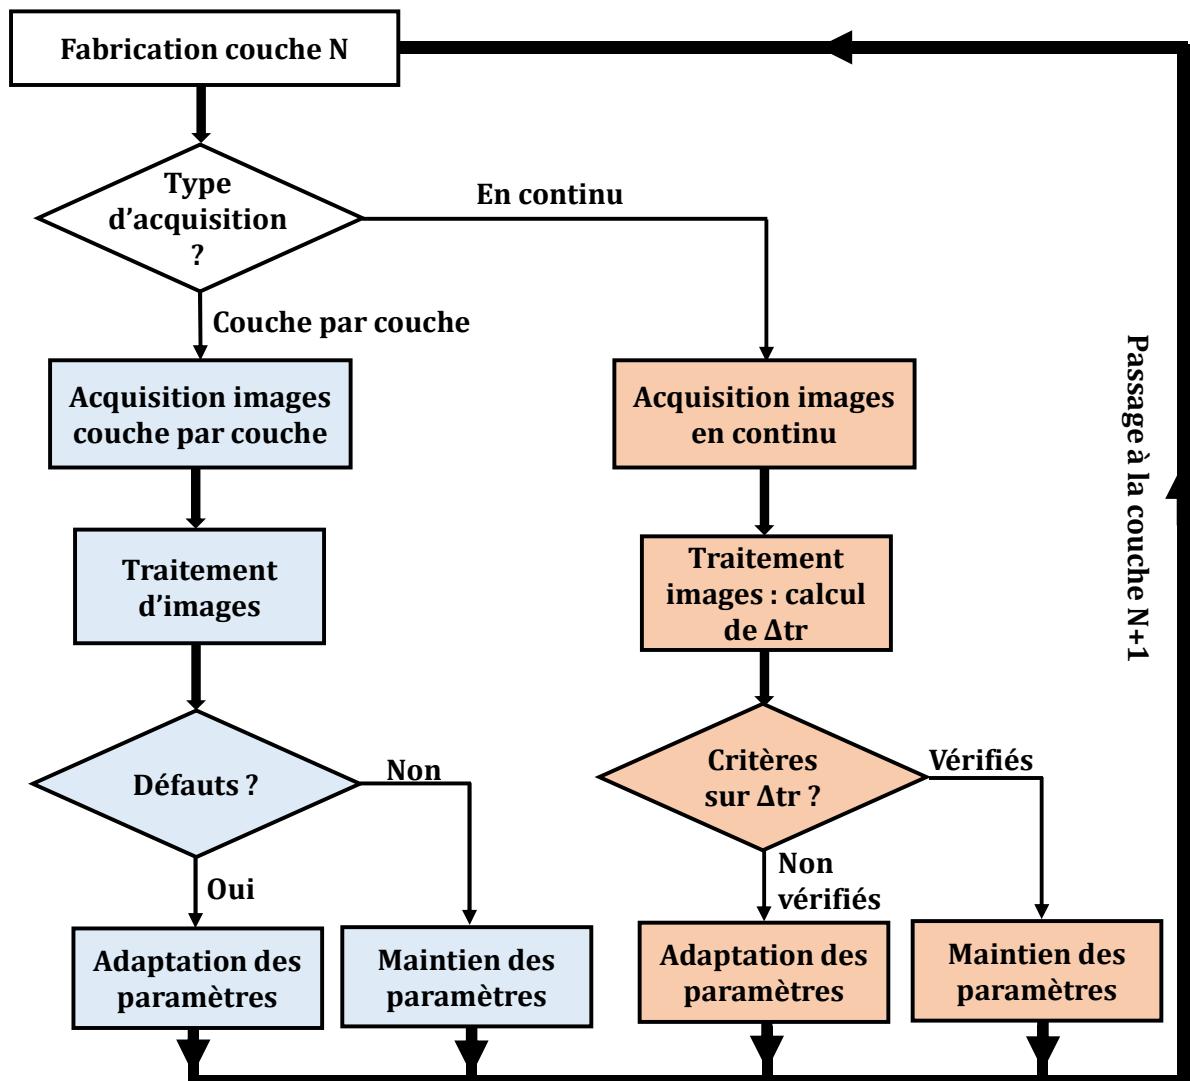 Fabrication couche N
Type
d’acquisition
?
En continu
Couche par couche
Acquisition images
couche par couche
Acquisition images
en continu
Passage à la couche N+1
Traitement
d’images
Traitement
images : calcul
de Δtr
Défauts ?
Non
Critères
sur Δtr ?
Vérifiés
Oui
Non
vérifiés
Adaptation des
paramètres
Maintien des
paramètres
Adaptation des
paramètres
Maintien des
paramètres